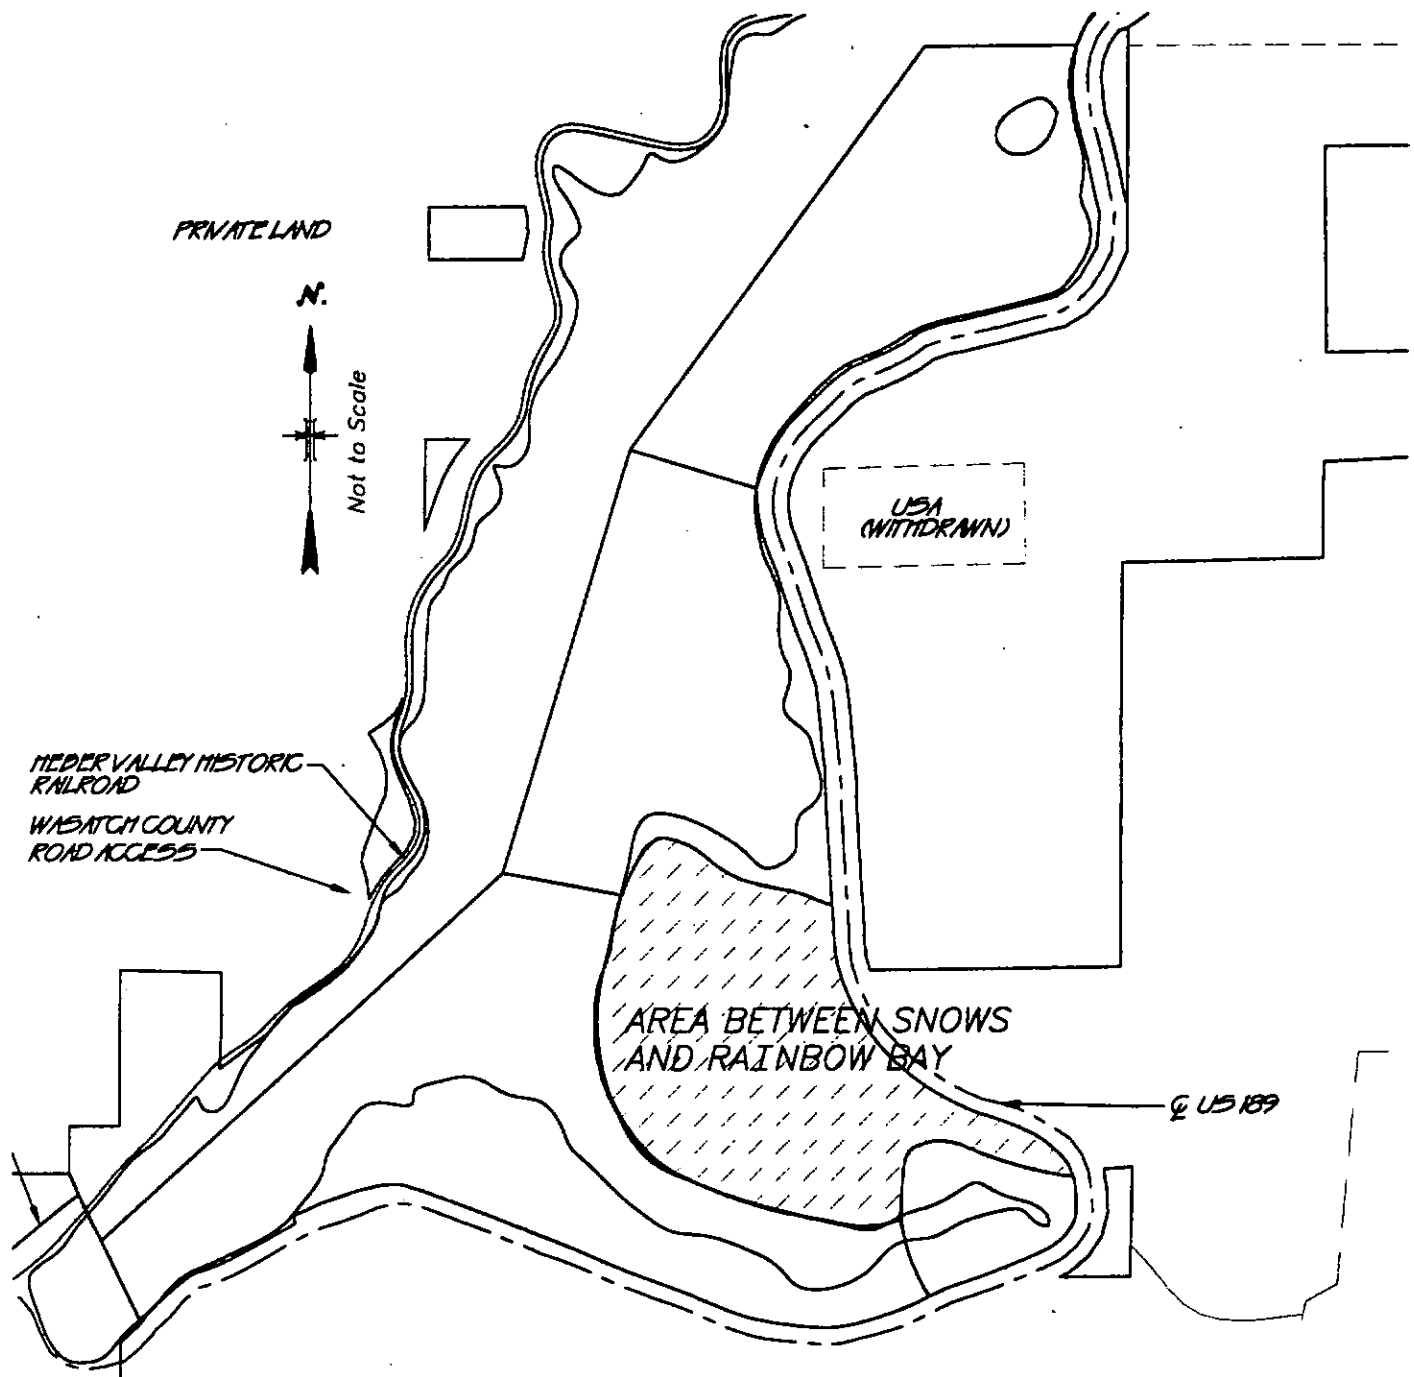 PRIVATE LAND
N.
Not to Scale
USA
(WITHDRAWN)
HEBER VALLEY HISTORIC
RAILROAD
WASATCH COUNTY
ROAD ACCESS
AREA BETWEEN SNOWS
AND RAINBOW BAY
℄ US 189